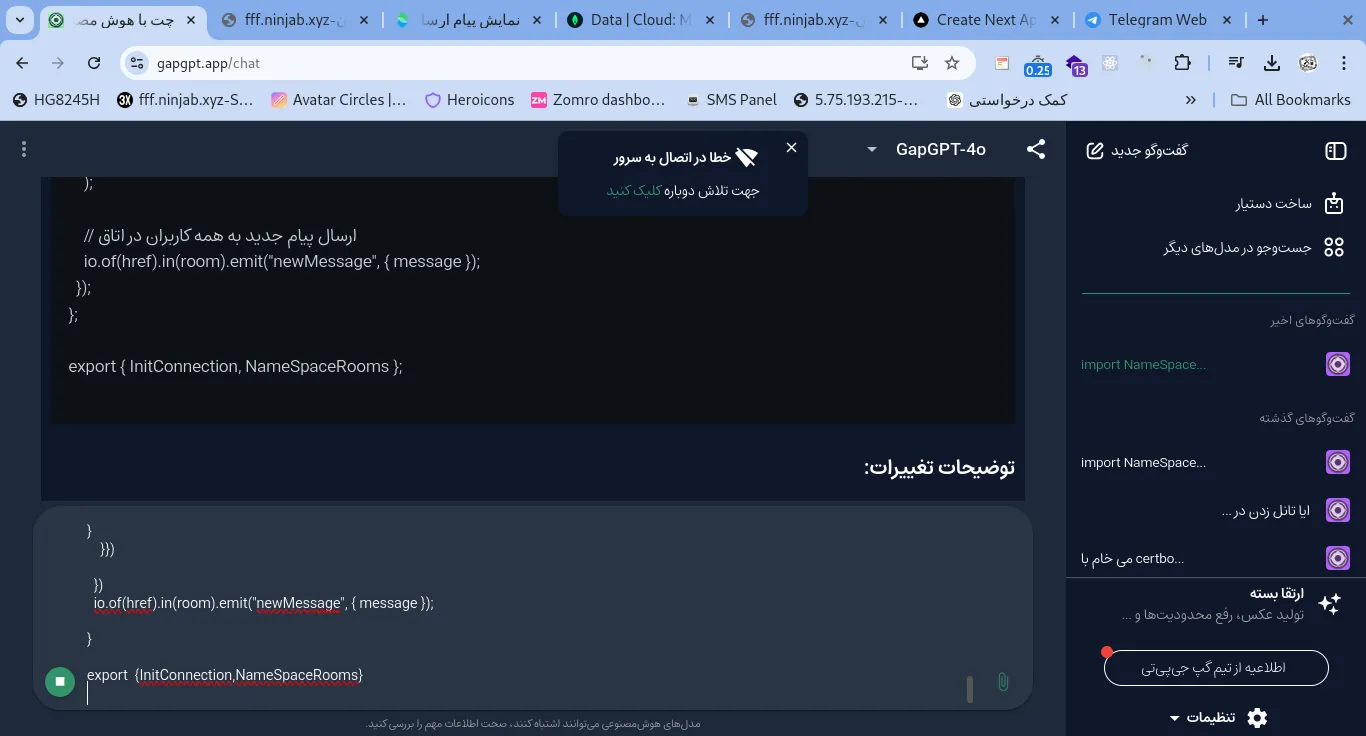 چت با هوش مص
fff.ninjab.xyz-
نمایش پیام ارسا
Data | Cloud: M
fff.ninjab.xyz-
Create Next Ap
Telegram Web
gapgpt.app/chat
0.25
13
HG8245H
fff.ninjab.xyz-S...
Avatar Circles |...
Heroicons
ZM
Zomro dashbo...
SMS Panel
5.75.193.215-...
کمک درخواستی
All Bookmarks
خطا در اتصال به سرور
جهت تلاش دوباره کلیک کنید
GapGPT-4o
);
// ارسال پیام جدید به همه کاربران در اتاق
io.of(href).in(room).emit("newMessage", { message });
});
};
export { InitConnection, NameSpaceRooms };
توضیحات تغییرات:
}
}})
})
io.of(href).in(room).emit("newMessage", { message });
}
export {InitConnection,NameSpaceRooms}
مدل‌های هوش‌مصنوعی می‌توانند اشتباه کنند، صحت اطلاعات مهم را بررسی کنید.
گفت‌وگو جدید
ساخت دستیار
جست‌وجو در مدل‌های دیگر
گفت‌وگوهای اخیر
import NameSpace...
گفت‌وگوهای گذشته
import NameSpace...
ایا تانل زدن در ...
می خام با certbo...
ارتقا بسته
تولید عکس، رفع محدودیت‌ها و ...
اطلاعیه از تیم گپ جی‌پی‌تی
تنظیمات